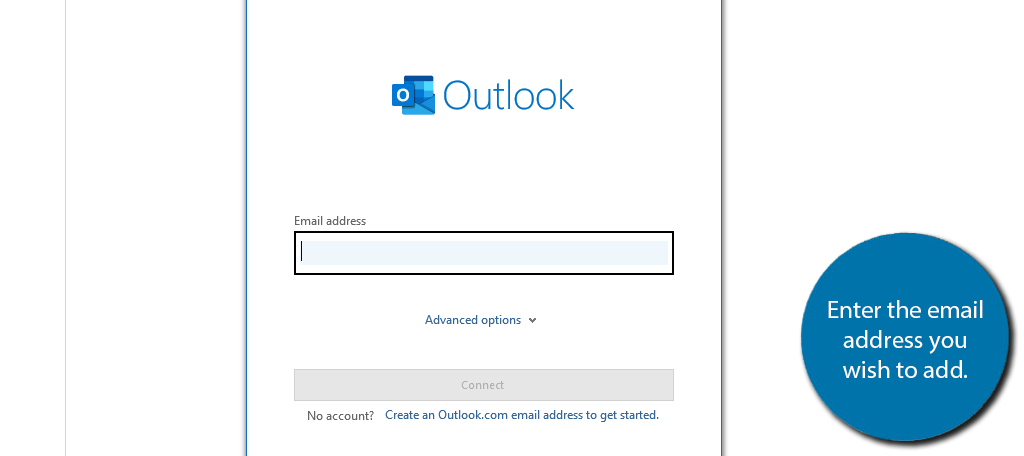 O Outlook
Email address
Advanced options
Connect
No account? Create an Outlook.com email address to get started.
Enter the email
address you
wish to add.